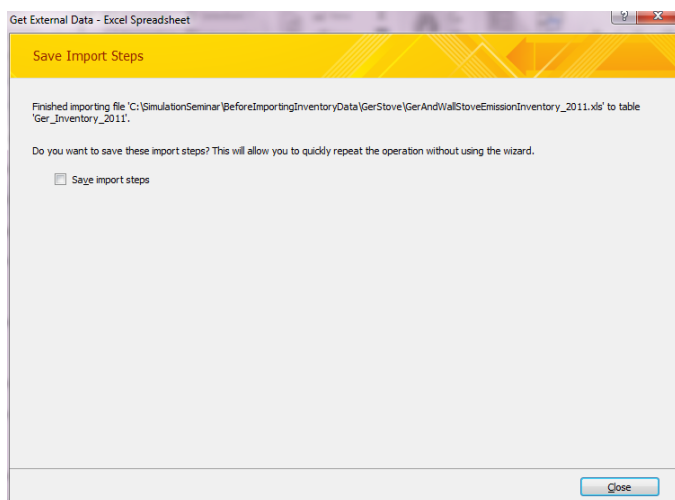 Get External Data - Excel Spreadsheet
?
Save Import Steps
Finished importing file 'C:\SimulationSeminar\BeforeImportingInventoryData\GerStove\GerAndWallStoveEmissionInventory_2011.xls' to table
'Ger_Inventory_2011'.
Do you want to save these import steps? This will allow you to quickly repeat the operation without using the wizard.
Save import steps
Close